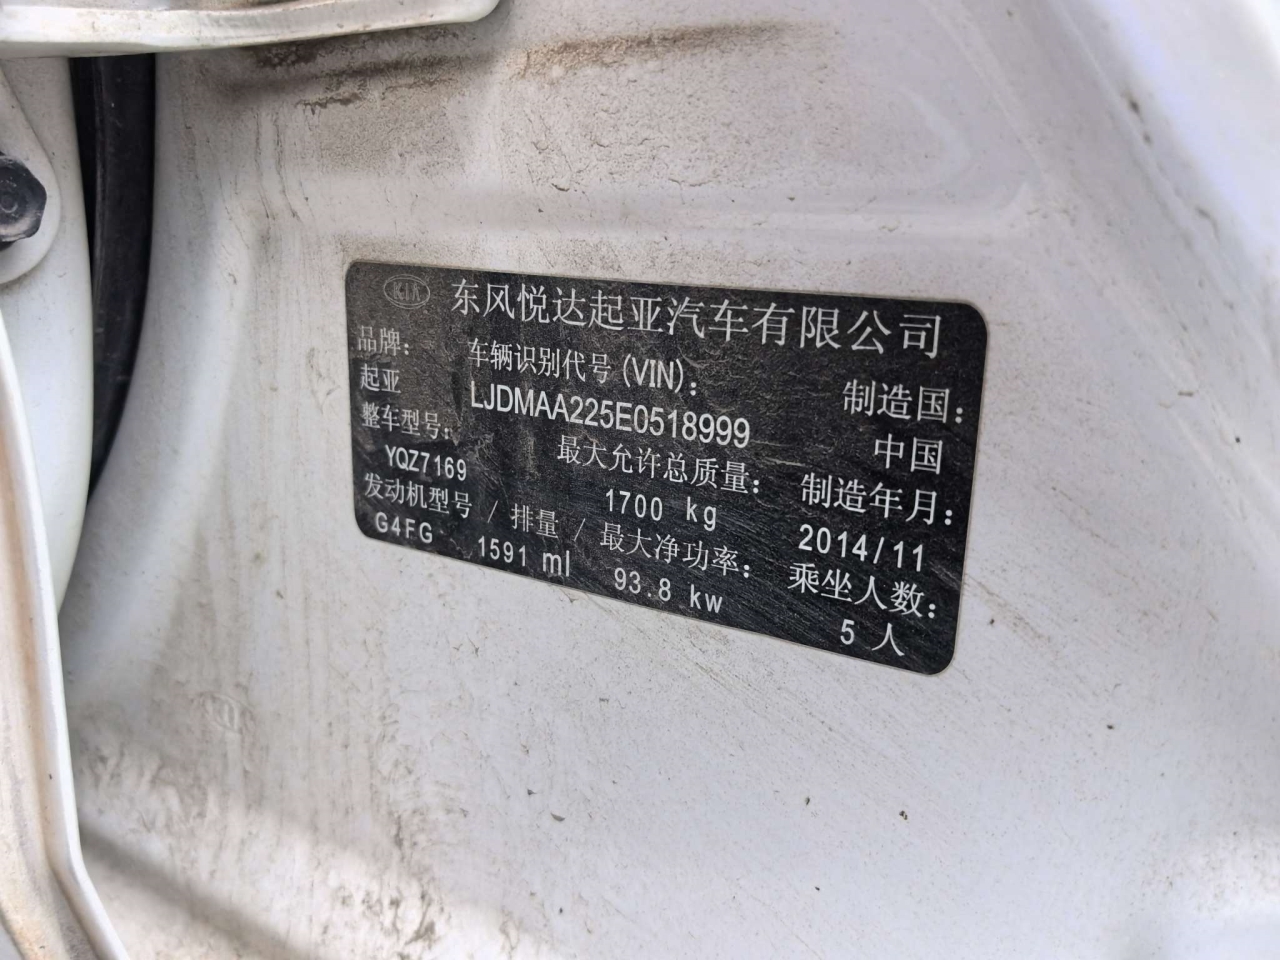 KIA 东风悦达起亚汽车有限公司
品牌: 车辆识别代号(VIN): 制造国:
起亚 LJDMAA225E0518999 中国
整车型号: 最大允许总质量: 制造年月:
YQZ7169 1700 kg 2014/11
发动机型号 / 排量 / 最大净功率: 乘坐人数:
G4FG 1591 ml 93.8 kw 5 人